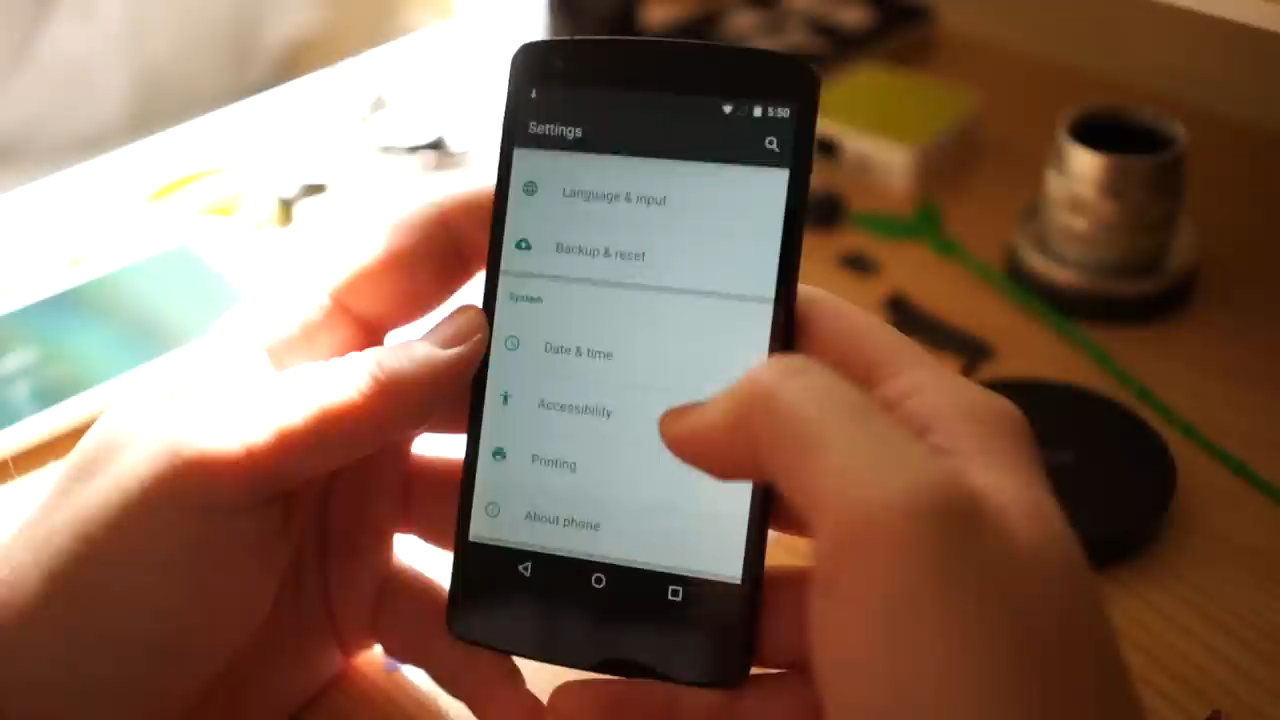 5:50
Settings
Language & input
Backup & reset
System
Date & time
Accessibility
Printing
About phone